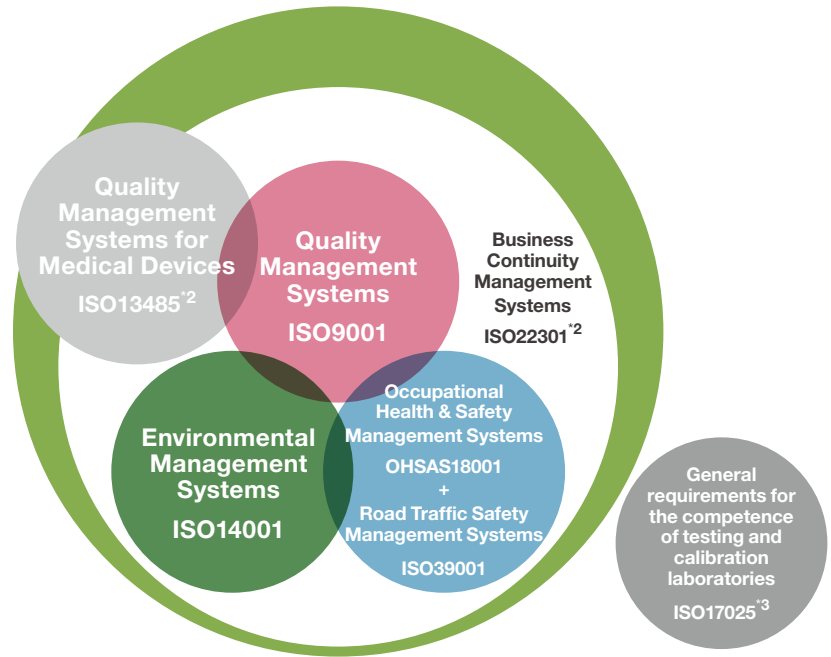 Quality
Management
Systems for
Medical Devices
ISO13485*2
Quality
Management
Systems
ISO9001
Business
Continuity
Management
Systems
ISO22301*2
Environmental
Management
Systems
ISO14001
Occupational
Health & Safety
Management Systems
OHSAS18001
+
Road Traffic Safety
Management Systems
ISO39001
General
requirements for
the competence
of testing and
calibration
laboratories
ISO17025*3